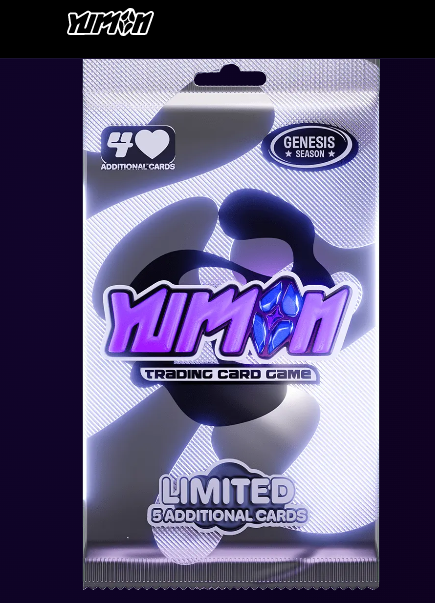 YUMON
4
ADDITIONAL CARDS
GENESIS
★ SEASON ★
YUMON
TRADING CARD GAME
LIMITED
5 ADDITIONAL CARDS